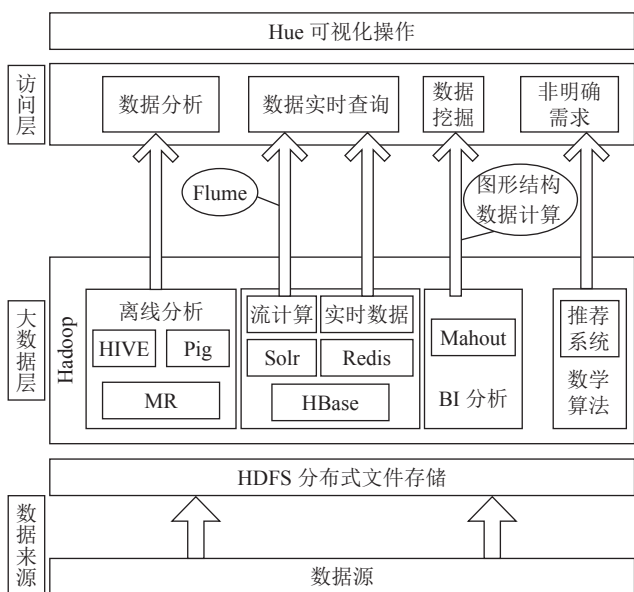 Hue 可视化操作
访问层
数据分析
数据实时查询
数据
挖掘
非明确
需求
Flume
图形结构
数据计算
大数据层
Hadoop
离线分析
HIVE
Pig
MR
流计算
实时数据
Solr
Redis
HBase
Mahout
BI 分析
推荐
系统
数学
算法
HDFS 分布式文件存储
数据来源
数据源